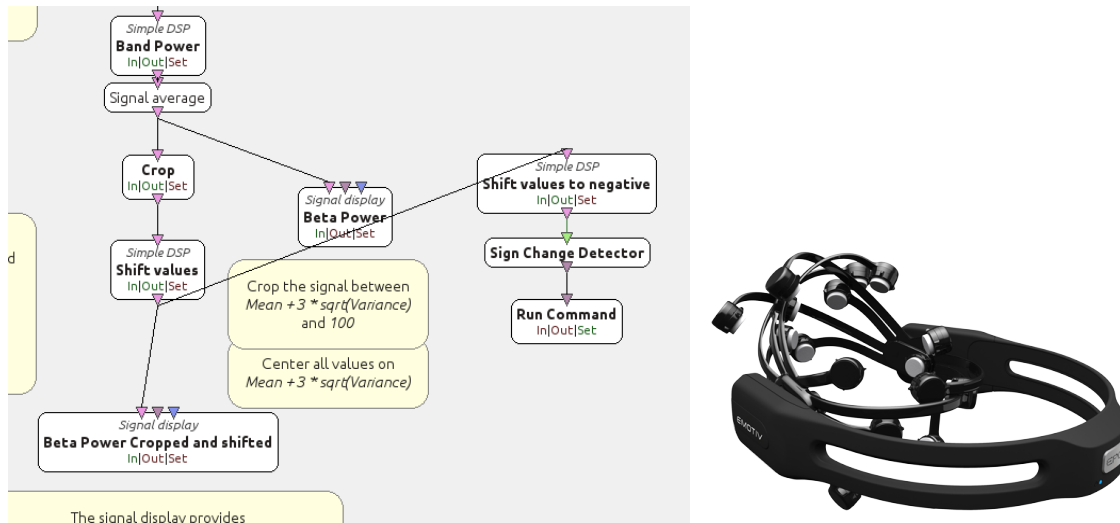 Simple DSP
Band Power
In|Out|Set
Signal average
Crop
In|Out|Set
Simple DSP
Shift values
In|Out|Set
Signal display
Beta Power
In|Out|Set
Simple DSP
Shift values to negative
In|Out|Set
Sign Change Detector
Run Command
In|Out|Set
d
Crop the signal between
Mean +3 * sqrt(Variance)
and 100
Center all values on
Mean +3 * sqrt(Variance)
Signal display
Beta Power Cropped and shifted
In|Out|Set
The signal display provides
EMOTIV